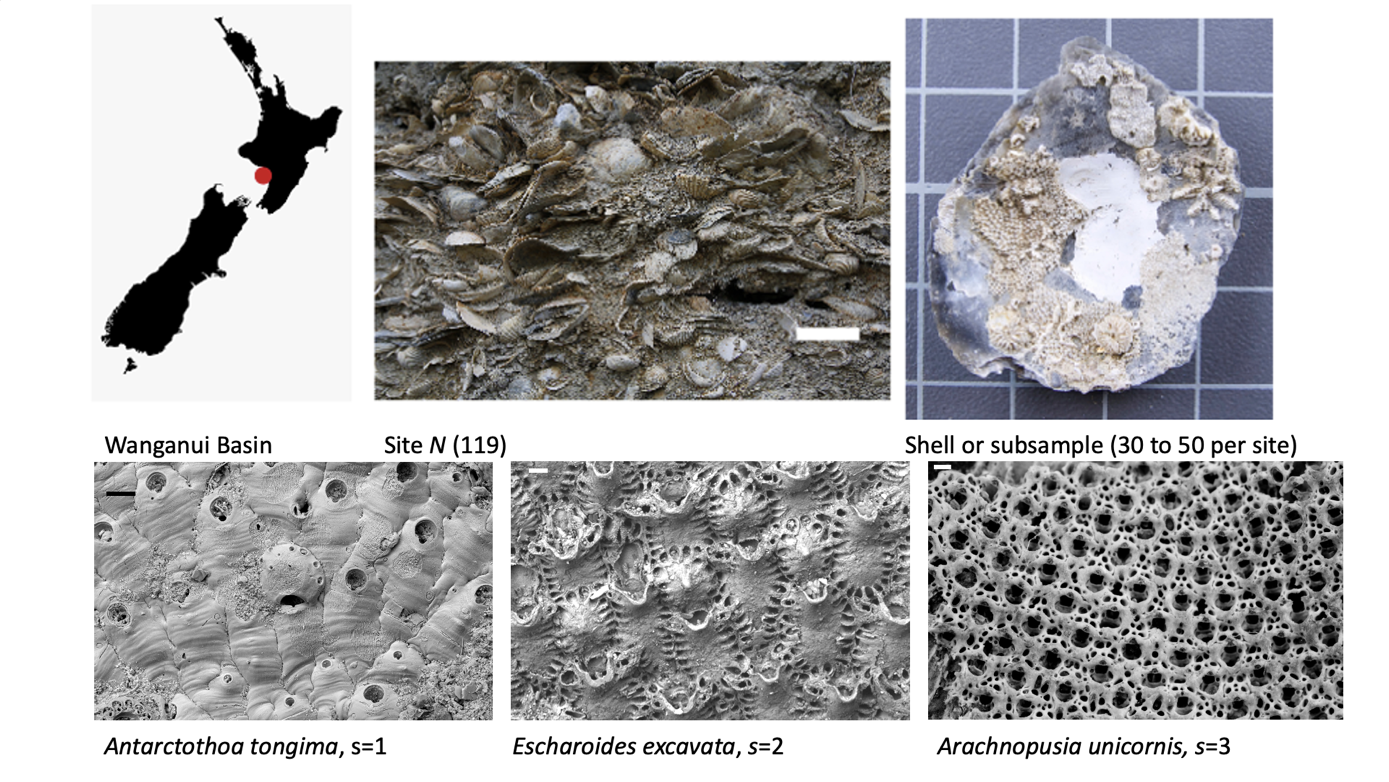 Wanganui Basin
Site N (119)
Shell or subsample (30 to 50 per site)
Antarctothoa tongima, s=1
Escharoides excavata, s=2
Arachnopusia unicornis, s=3